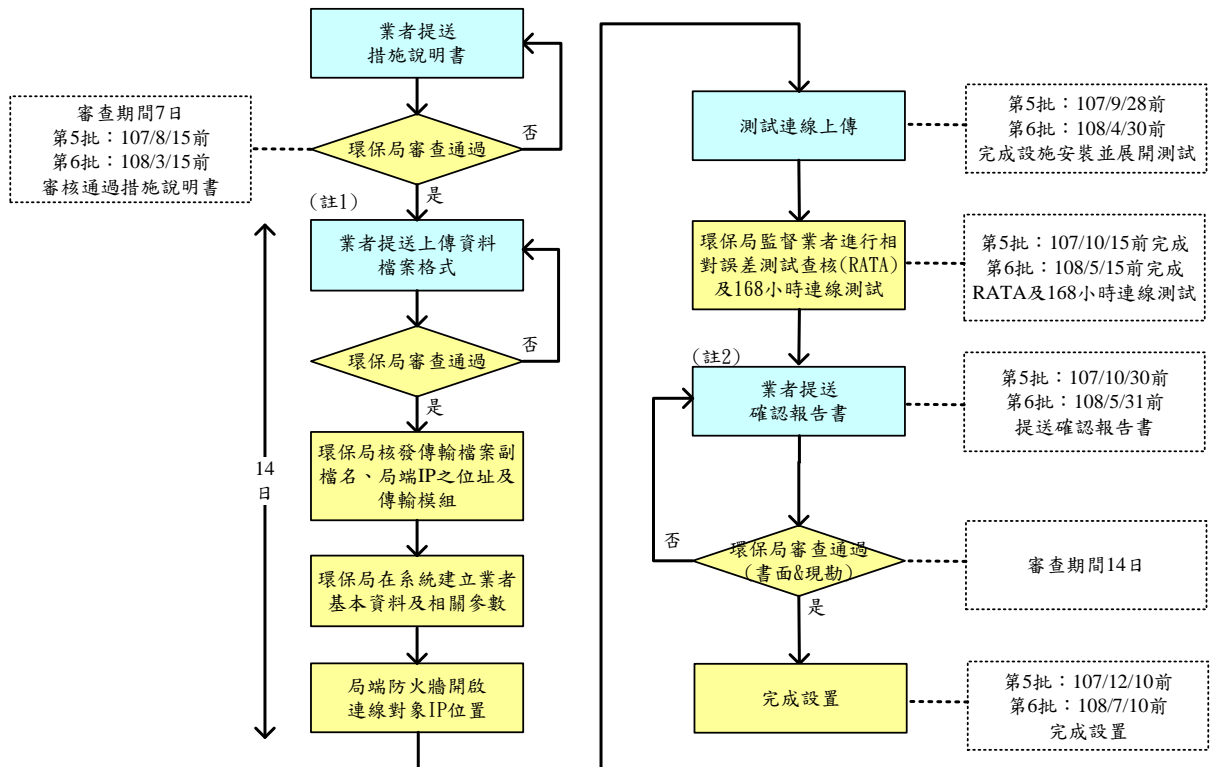 業者提送
措施說明書
審查期間7日
第5批：107/8/15前
第6批：108/3/15前
審核通過措施說明書
環保局審查通過
否
是
(註1)
業者提送上傳資料
檔案格式
環保局審查通過
否
是
14
日
環保局核發傳輸檔案副
檔名、局端IP之位址及
傳輸模組
環保局在系統建立業者
基本資料及相關參數
局端防火牆開啟
連線對象IP位置
測試連線上傳
第5批：107/9/28前
第6批：108/4/30前
完成設施安裝並展開測試
環保局監督業者進行相
對誤差測試查核(RATA)
及168小時連線測試
第5批：107/10/15前完成
第6批：108/5/15前完成
RATA及168小時連線測試
(註2)
業者提送
確認報告書
第5批：107/10/30前
第6批：108/5/31前
提送確認報告書
否
環保局審查通過
(書面&現勘)
審查期間14日
是
完成設置
第5批：107/12/10前
第6批：108/7/10前
完成設置